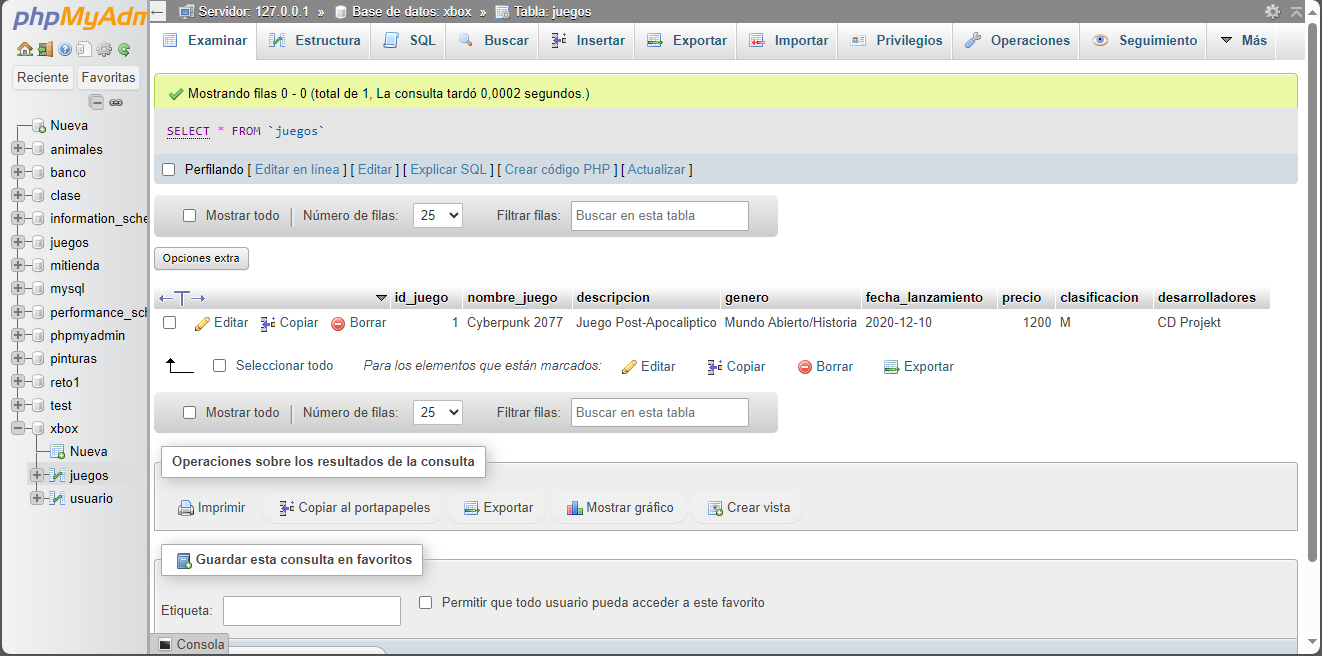 phpMyAdm
Servidor: 127.0.0.1 » Base de datos: xbox » Tabla: juegos
Examinar Estructura SQL Buscar Insertar Exportar Importar Privilegios Operaciones Seguimiento Más
Reciente Favoritas
Nueva
animales
banco
clase
information_sche
juegos
mitienda
mysql
performance_sch
phpmyadmin
pinturas
reto1
test
xbox
Nueva
juegos
usuario
Mostrando filas 0 - 0 (total de 1, La consulta tardó 0,0002 segundos.)
SELECT * FROM `juegos`
Perfilando [ Editar en línea ] [ Editar ] [ Explicar SQL ] [ Crear código PHP ] [ Actualizar ]
Mostrar todo Número de filas: 25 Filtrar filas: Buscar en esta tabla
Opciones extra
←T→ id_juego nombre_juego descripcion genero fecha_lanzamiento precio clasificacion desarrolladores
Editar Copiar Borrar 1 Cyberpunk 2077 Juego Post-Apocaliptico Mundo Abierto/Historia 2020-12-10 1200 M CD Projekt
Seleccionar todo Para los elementos que están marcados: Editar Copiar Borrar Exportar
Mostrar todo Número de filas: 25 Filtrar filas: Buscar en esta tabla
Operaciones sobre los resultados de la consulta
Imprimir Copiar al portapapeles Exportar Mostrar gráfico Crear vista
Guardar esta consulta en favoritos
Etiqueta: Permitir que todo usuario pueda acceder a este favorito
Consola